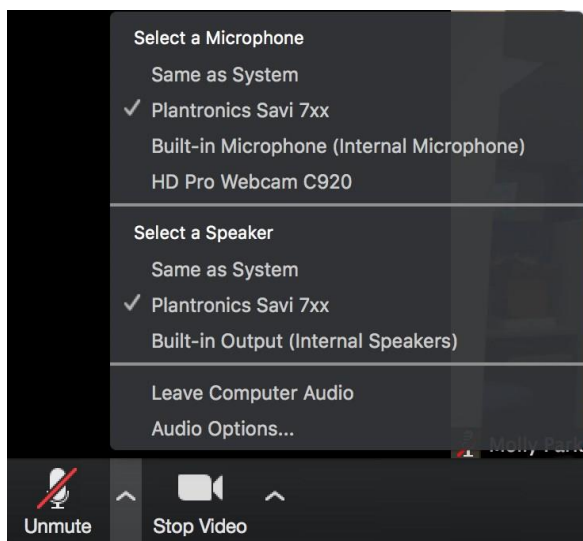 Select a Microphone
Same as System
✓ Plantronics Savi 7xx
Built-in Microphone (Internal Microphone)
HD Pro Webcam C920
Select a Speaker
Same as System
✓ Plantronics Savi 7xx
Built-in Output (Internal Speakers)
Leave Computer Audio
Audio Options...
Molly Park
Unmute
Stop Video